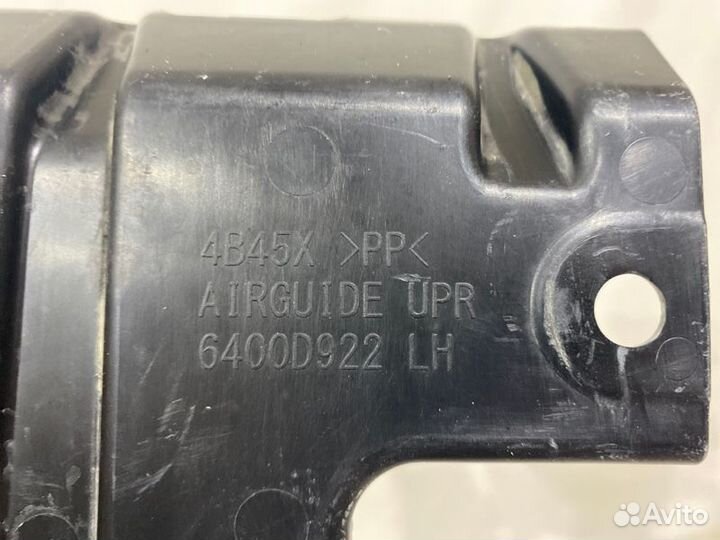 4B45X >PP<
AIRGUIDE UPR
6400D922 LH
Avito